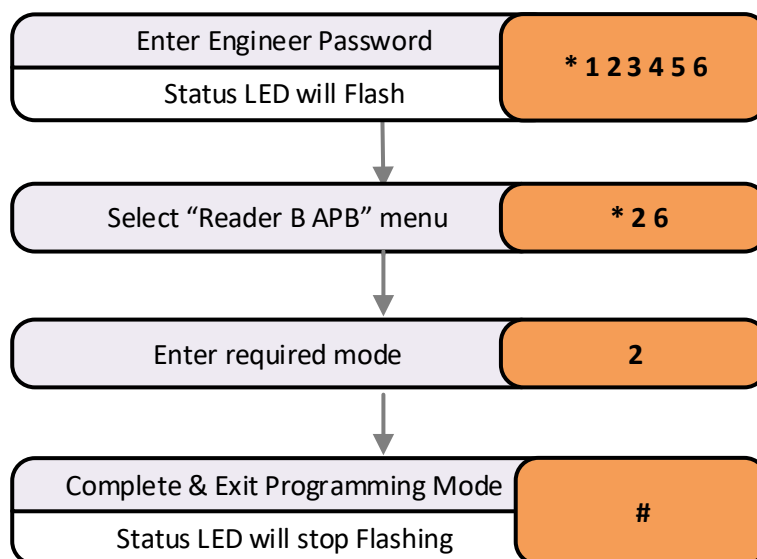 Enter Engineer Password
* 1 2 3 4 5 6
Status LED will Flash
Select “Reader B APB” menu
* 2 6
Enter required mode
2
Complete & Exit Programming Mode
#
Status LED will stop Flashing